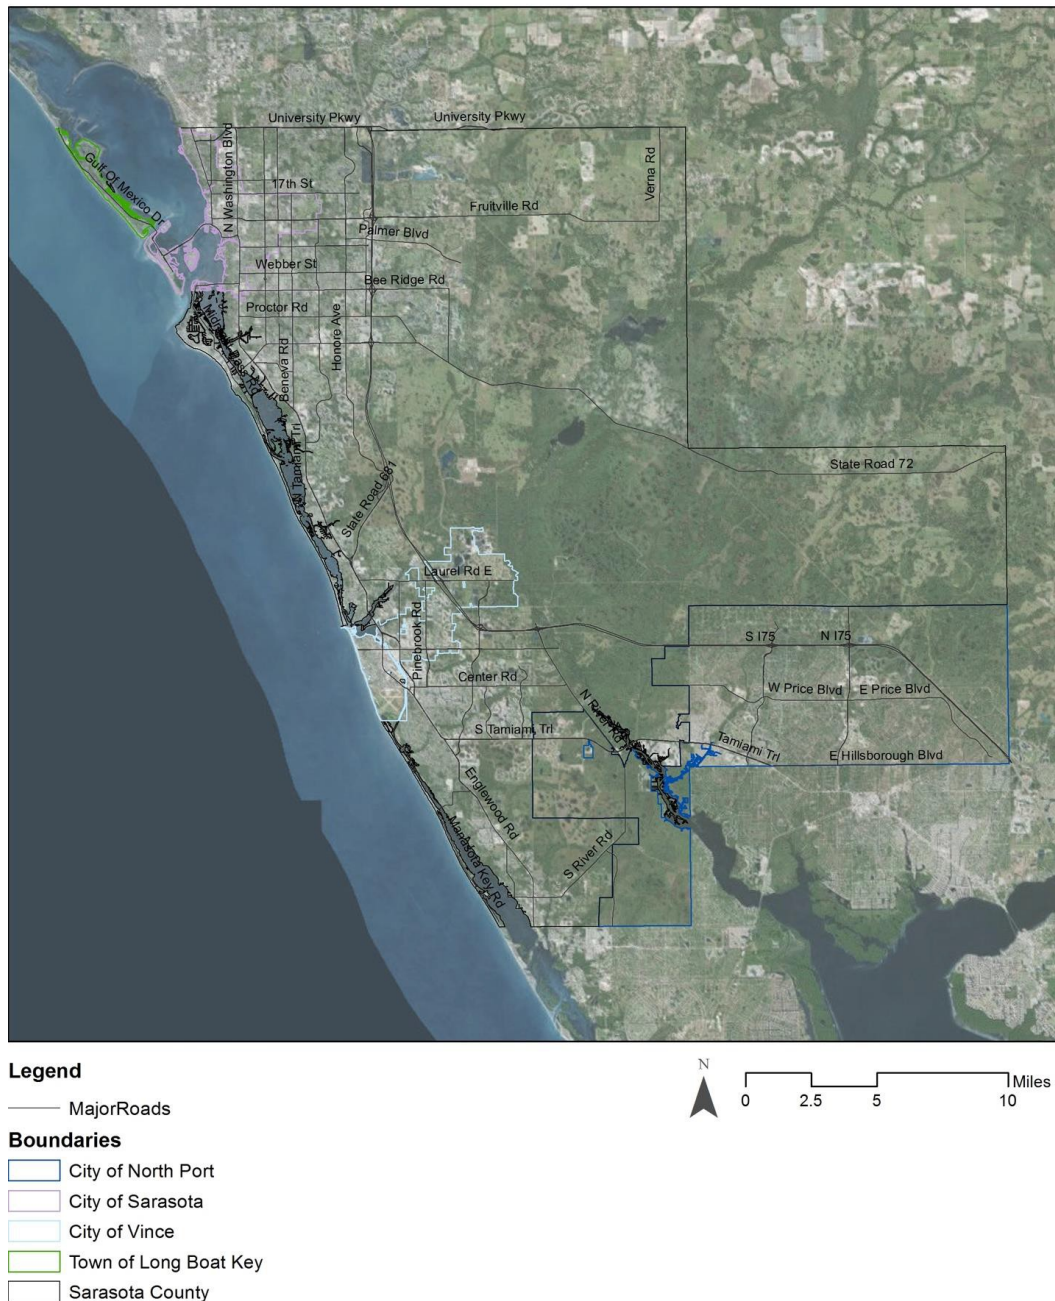 University Pkwy
University Pkwy
N Washington Blvd
Verna Rd
Gulf Of Mexico Dr
17th St
Fruitville Rd
Palmer Blvd
Webber St
Bee Ridge Rd
Proctor Rd
Midnight Pass Rd
Honore Ave
Beneva Rd
N Tamiami Trl
State Road 72
State Road 681
Laurel Rd E
Pinebrook Rd
S I75
N I75
Center Rd
W Price Blvd
E Price Blvd
N River Rd
S Tamiami Trl
Tamiami Trl
E Hillsborough Blvd
Englewood Rd
Manasota Key Rd
S River Rd
Legend
MajorRoads
Boundaries
City of North Port
City of Sarasota
City of Vince
Town of Long Boat Key
Sarasota County
N
Miles
0
2.5
5
10